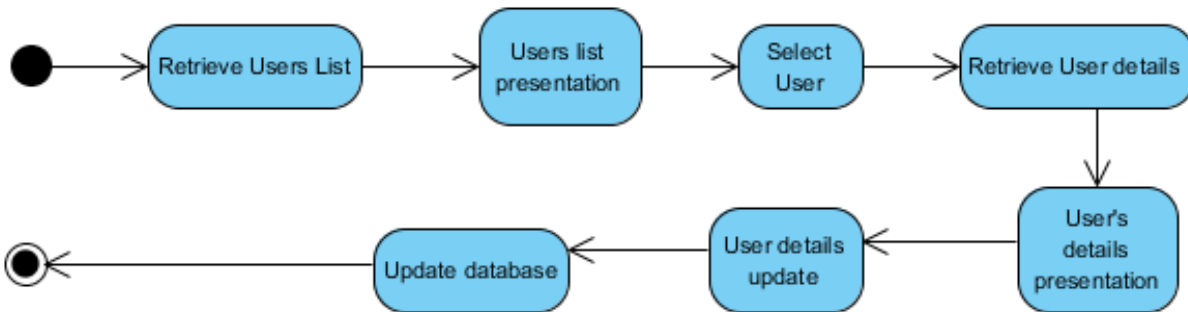 Retrieve Users List
Users list
presentation
Select
User
Retrieve User details
User's
details
presentation
User details
update
Update database